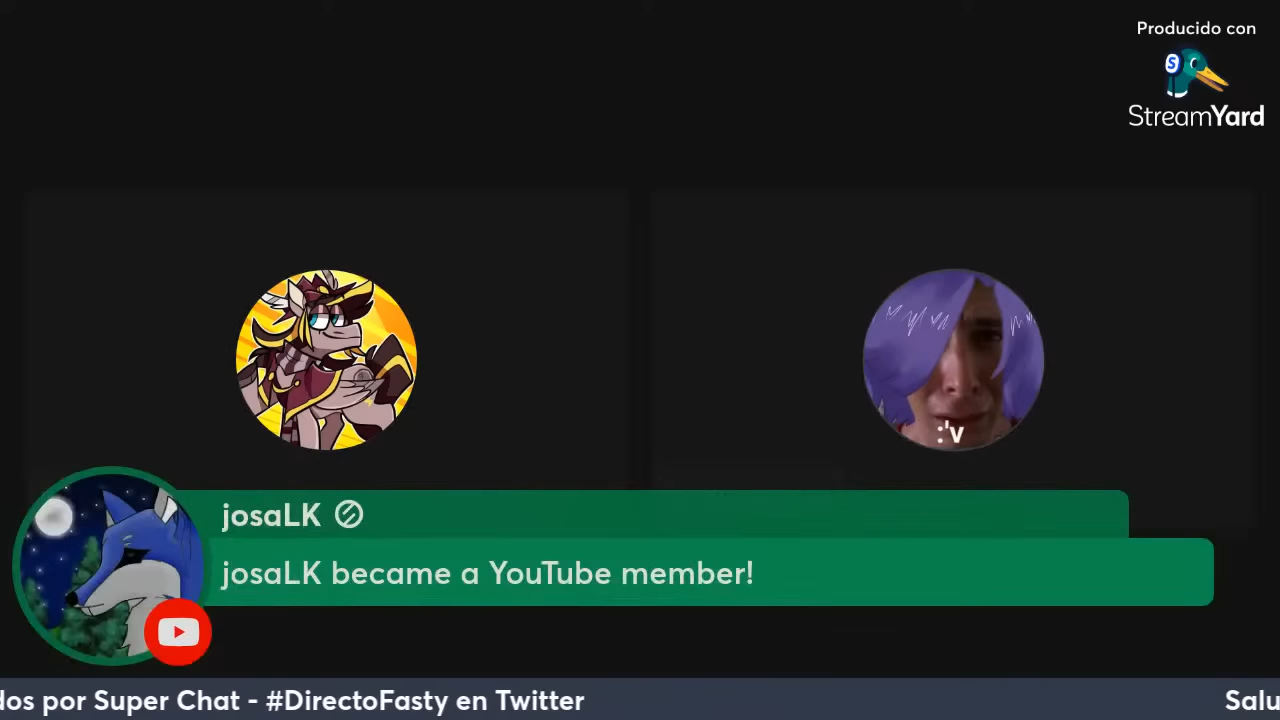 Producido con
S
StreamYard
:'v
josaLK
josaLK became a YouTube member!
dos por Super Chat - #DirectoFasty en Twitter
Salu